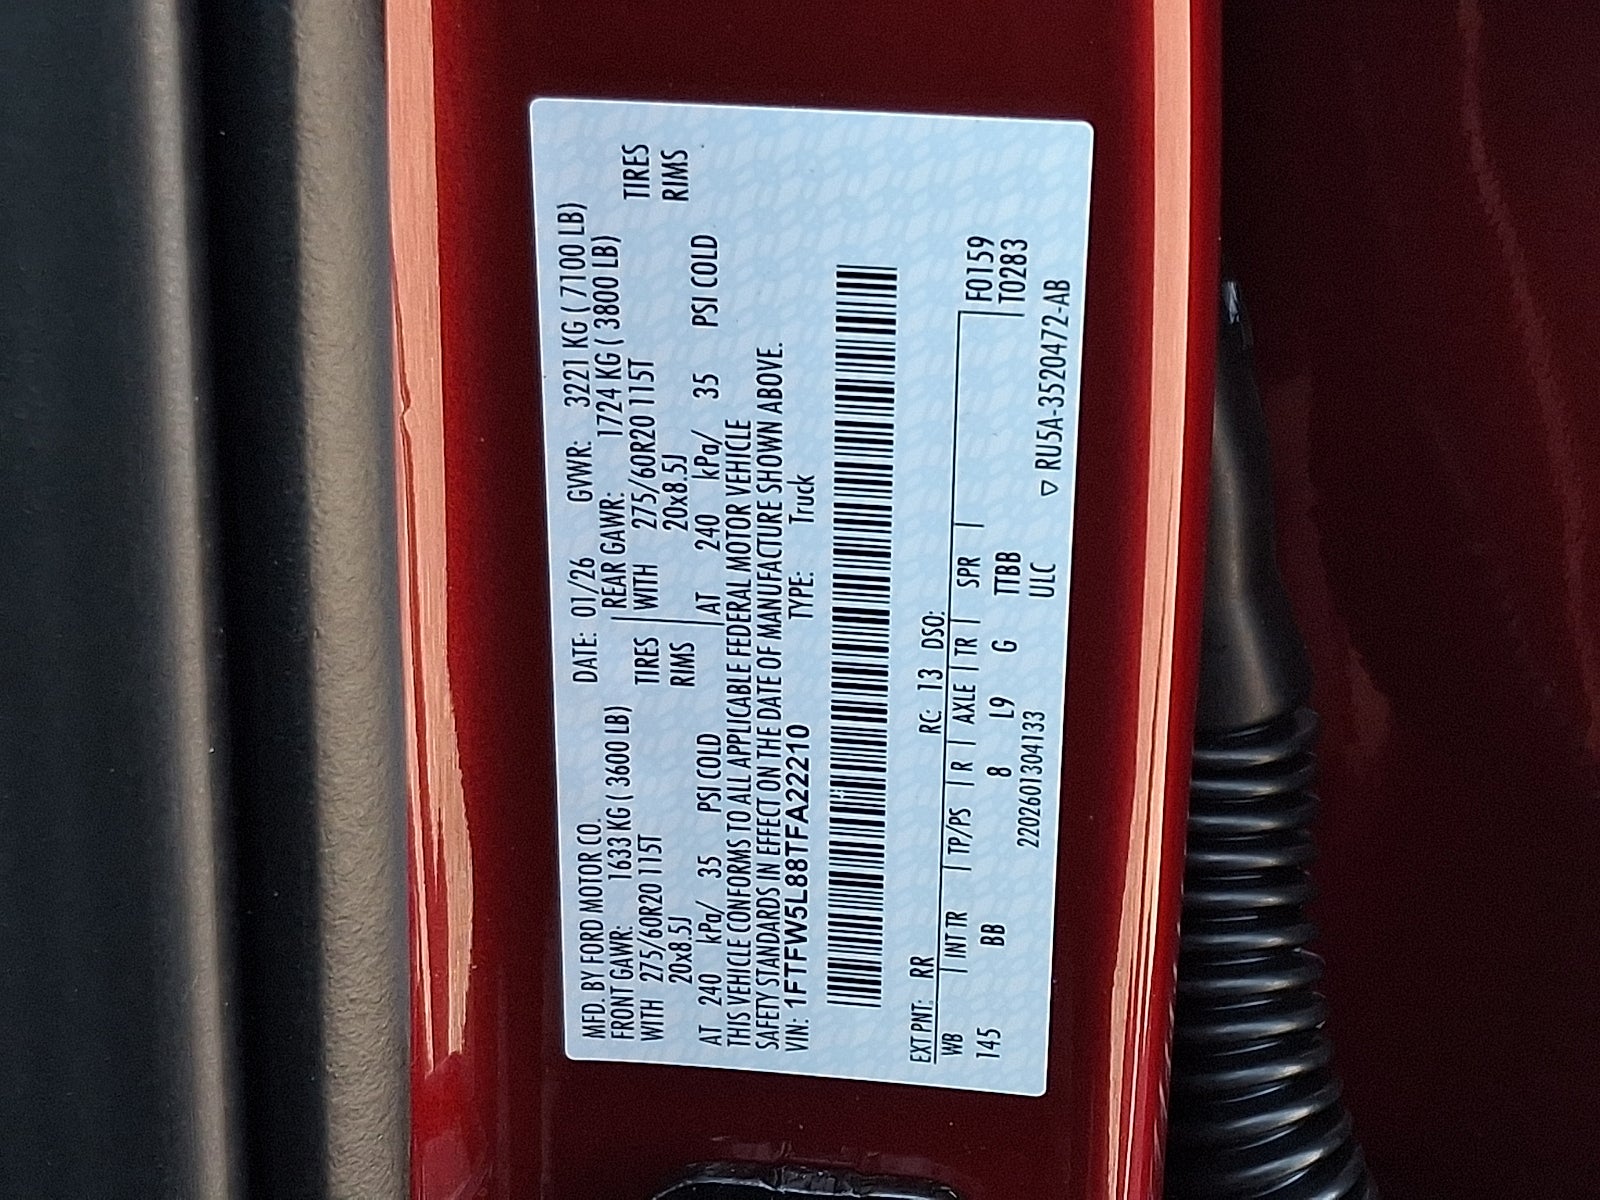 MFD. BY FORD MOTOR CO. DATE: 01/26 GVWR: 3221 KG ( 7100 LB)
FRONT GAWR: 1633 KG ( 3600 LB) REAR GAWR: 1724 KG ( 3800 LB)
WITH 275/60R20 115T TIRES WITH 275/60R20 115T TIRES
20x8.5J RIMS 20x8.5J RIMS
AT 240 kPa/ 35 PSI COLD AT 240 kPa/ 35 PSI COLD
THIS VEHICLE CONFORMS TO ALL APPLICABLE FEDERAL MOTOR VEHICLE
SAFETY STANDARDS IN EFFECT ON THE DATE OF MANUFACTURE SHOWN ABOVE.
VIN: 1FTFW5L88TFA22210 TYPE: Truck
EXT PNT: RR RC: 13 DSO:
WB | INT TR | TP/PS | R | AXLE | TR | SPR | F0159
145 BB 8 L9 G TTBB T0283
2202601304133 ULC
▽ RU5A-3520472-AB